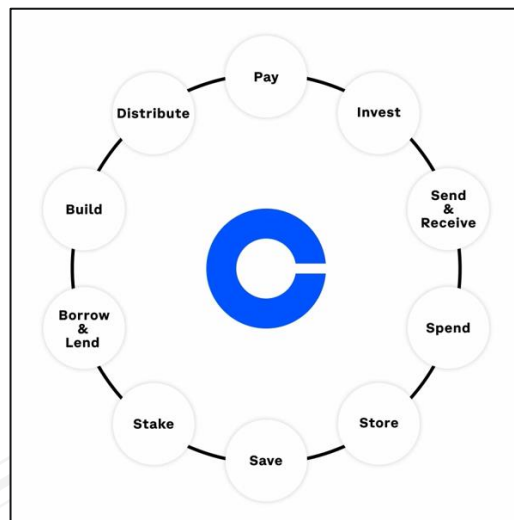 Pay
Invest
Send
&
Receive
Spend
Store
Save
Stake
Borrow
&
Lend
Build
Distribute